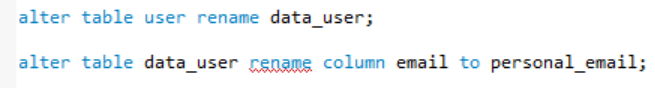 alter table user rename data_user;
alter table data_user rename column email to personal_email;